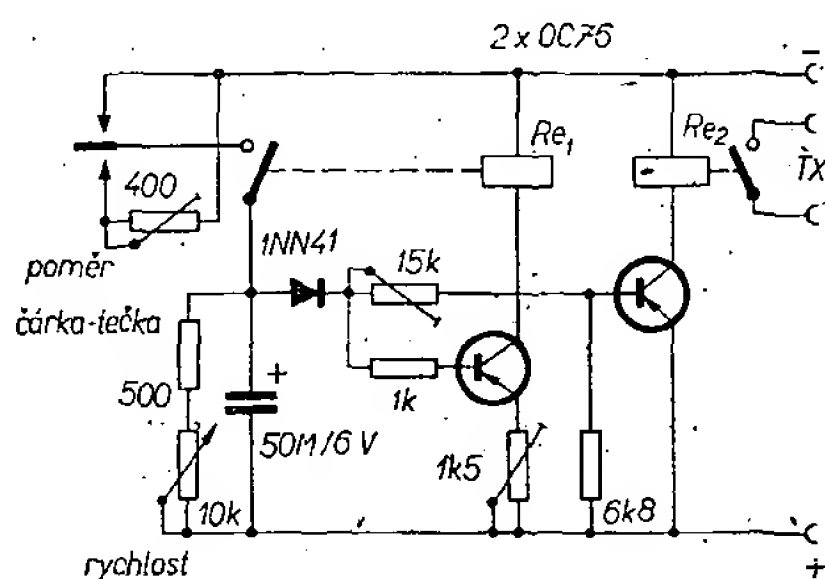 2 x OC76
−
Re₁
Re₂
TX
400
1NN41
15k
poměr
čárka-tečka
500
+
1k
50M/6 V
1k5
10k
6k8
rychlost
+